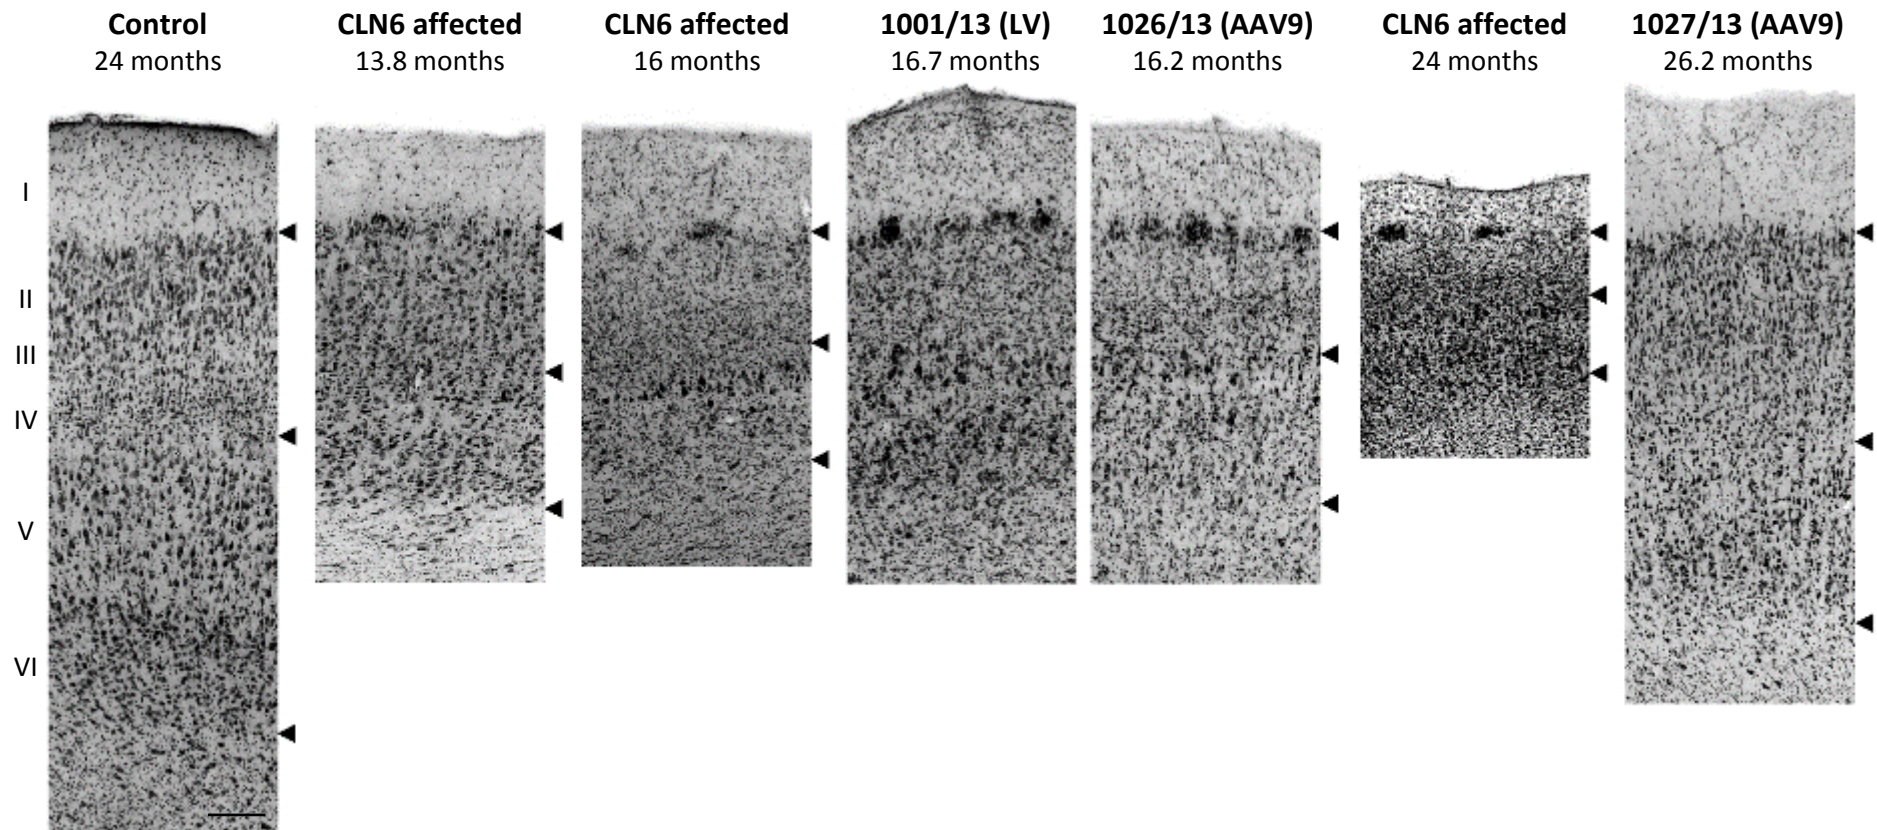 Control
24 months
CLN6 affected
13.8 months
CLN6 affected
16 months
1001/13 (LV)
16.7 months
1026/13 (AAV9)
16.2 months
CLN6 affected
24 months
1027/13 (AAV9)
26.2 months
I
II
III
IV
V
VI